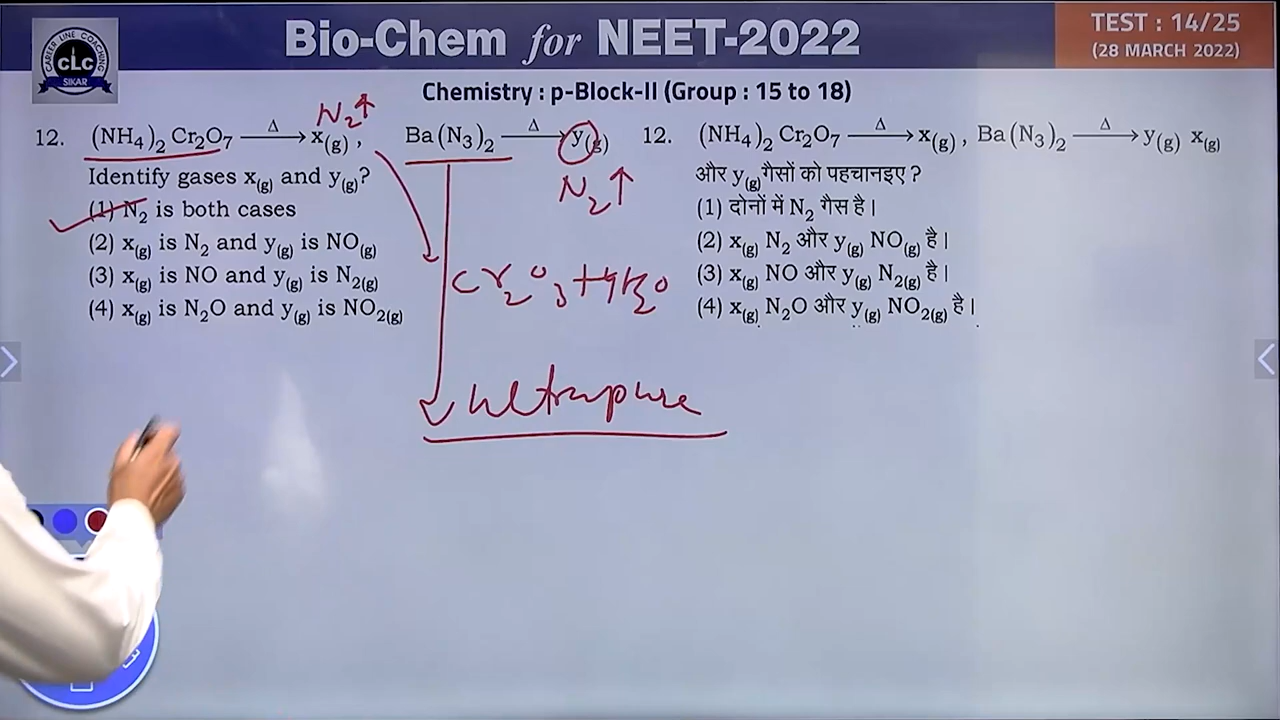 CAREER LINE COACHING
CLC
SIKAR
Bio-Chem for NEET-2022
TEST : 14/25
(28 MARCH 2022)
Chemistry : p-Block-II (Group : 15 to 18)
N₂↑
12. (NH₄)₂Cr₂O₇ —Δ→ x(g) , Ba(N₃)₂ —Δ→ y(g)
Identify gases x(g) and y(g)?
N₂↑
(1) N₂ is both cases
(2) x(g) is N₂ and y(g) is NO(g)
(3) x(g) is NO and y(g) is N₂(g)
(4) x(g) is N₂O and y(g) is NO₂(g)
Cr₂O₃+4H₂O
ultrapure
12. (NH₄)₂Cr₂O₇ —Δ→ x(g) , Ba(N₃)₂ —Δ→ y(g) x(g)
और y(g) गैसों को पहचानइए ?
(1) दोनों में N₂ गैस है।
(2) x(g) N₂ और y(g) NO(g) है।
(3) x(g) NO और y(g) N₂(g) है।
(4) x(g) N₂O और y(g) NO₂(g) है।